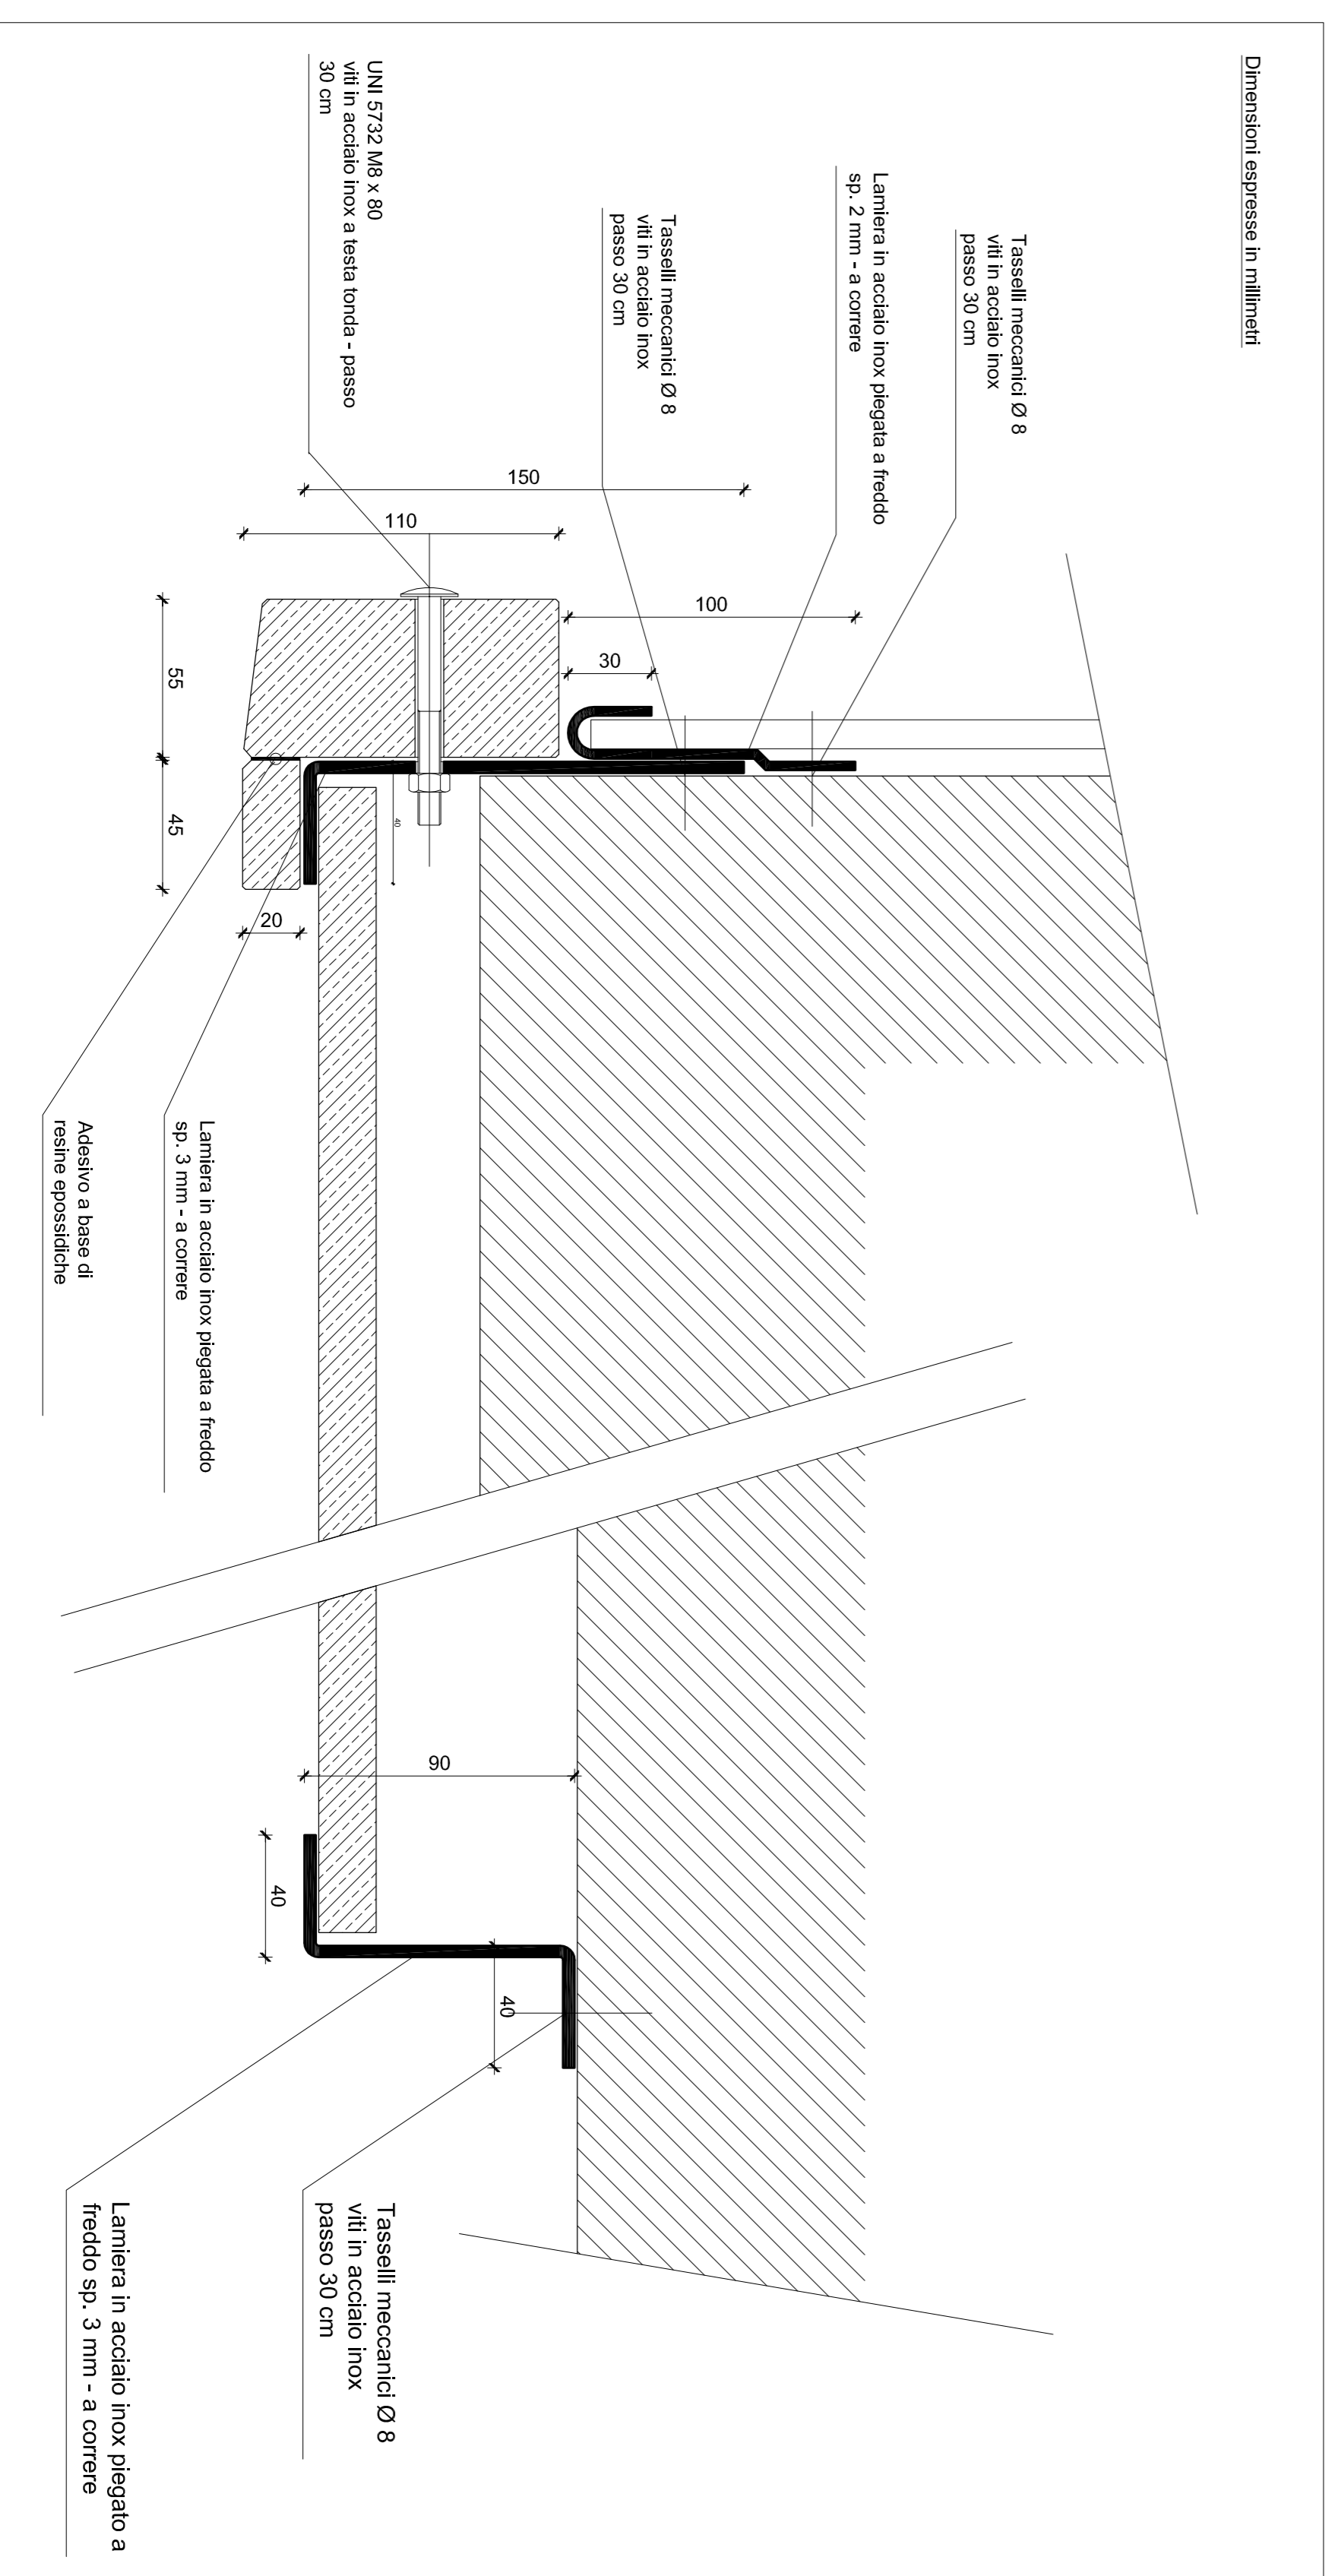 Dimensioni espresse in millimetri
Tasselli meccanici Ø 8
viti in acciaio inox
passo 30 cm
Lamiera in acciaio inox piegata a freddo
sp. 2 mm - a correre
Tasselli meccanici Ø 8
viti in acciaio inox
passo 30 cm
UNI 5732 M8 x 80
viti in acciaio inox a testa tonda - passo
30 cm
150
110
100
30
55
45
40
20
Lamiera in acciaio inox piegata a freddo
sp. 3 mm - a correre
Adesivo a base di
resine epossidiche
90
40
40
Tasselli meccanici Ø 8
viti in acciaio inox
passo 30 cm
Lamiera in acciaio inox piegato a
freddo sp. 3 mm - a correre